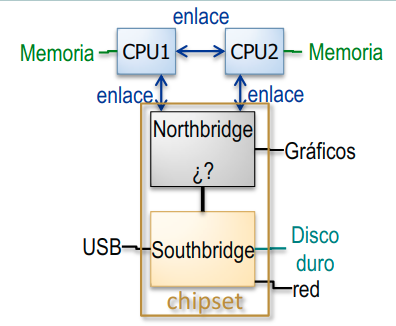 enlace
Memoria
CPU1
CPU2
Memoria
enlace
enlace
Northbridge
¿?
Gráficos
USB
Southbridge
Disco
duro
red
chipset